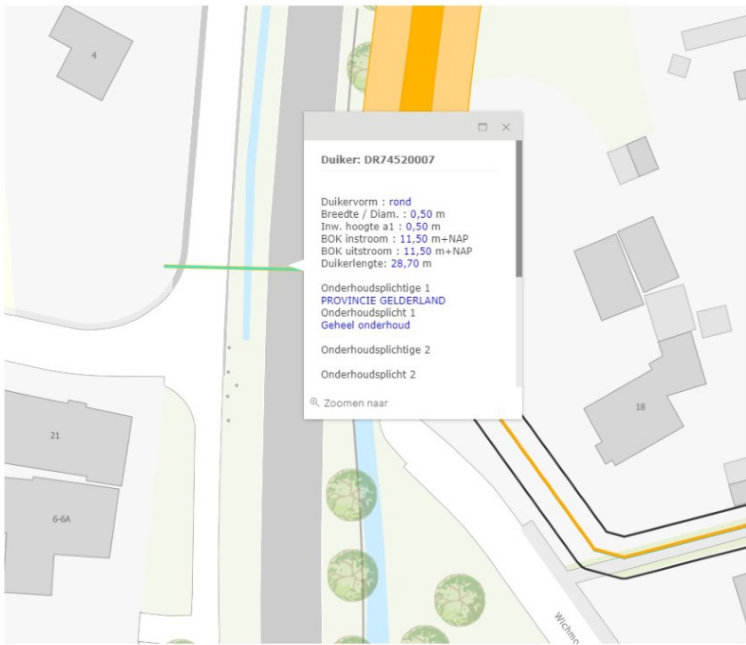 4
Duiker: DR74520007
Duikervorm : rond
Breedte / Diam. : 0,50 m
Inw. hoogte a1 : 0,50 m
BOK instroom : 11,50 m+NAP
BOK uitstroom : 11,50 m+NAP
Duikerlengte: 28,70 m
Onderhoudsplichtige 1
PROVINCIE GELDERLAND
Onderhoudsplicht 1
Geheel onderhoud
Onderhoudsplichtige 2
Onderhoudsplicht 2
Zoomen naar
18
21
6-6A
Wichmo